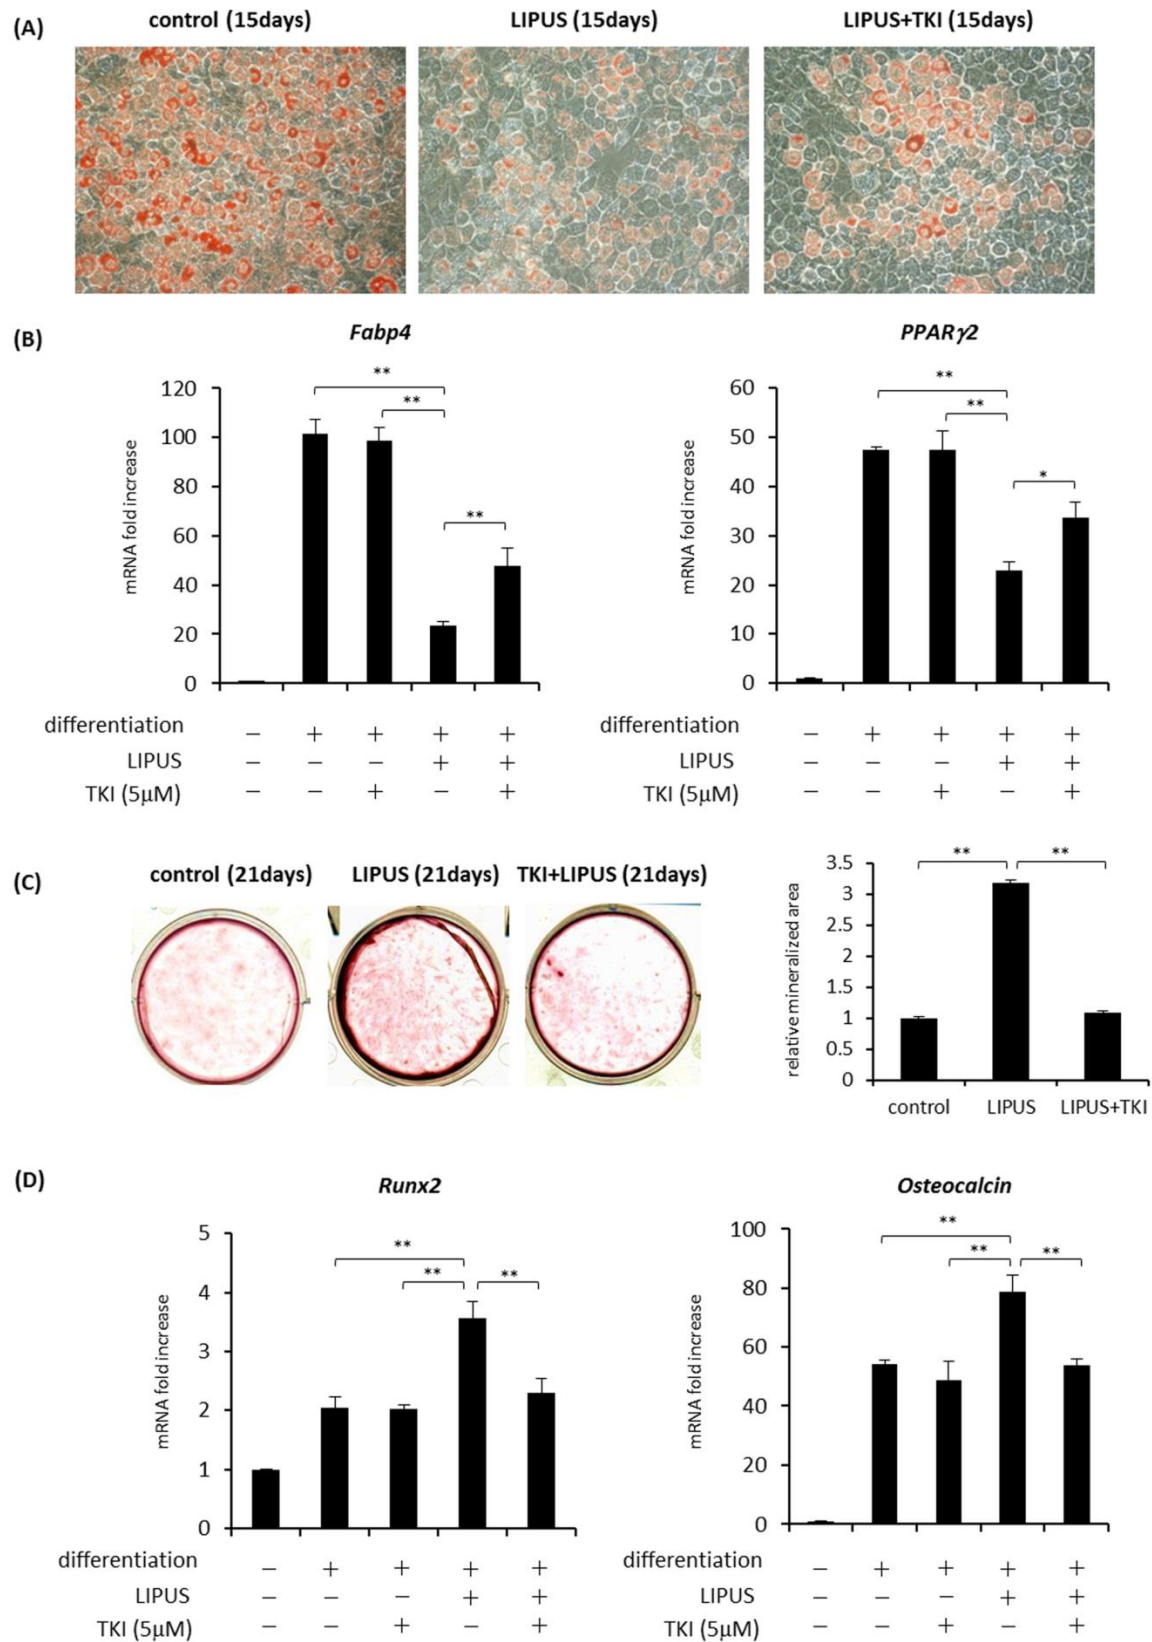 (A)
control (15days) LIPUS (15days) LIPUS+TKI (15days)
(B)
Fabp4 PPARγ2
mRNA fold increase
120
100
80
60
40
20
0
** ** **
mRNA fold increase
60
50
40
30
20
10
0
** ** *
differentiation − + + + +
LIPUS − − − + +
TKI (5μM) − − + − +
differentiation − + + + +
LIPUS − − − + +
TKI (5μM) − − + − +
(C)
control (21days) LIPUS (21days) TKI+LIPUS (21days)
relative mineralized area
3.5
3
2.5
2
1.5
1
0.5
0
** **
control LIPUS LIPUS+TKI
(D)
Runx2 Osteocalcin
mRNA fold increase
5
4
3
2
1
0
** ** **
mRNA fold increase
100
80
60
40
20
0
** ** **
differentiation − + + + +
LIPUS − − − + +
TKI (5μM) − − + − +
differentiation − + + + +
LIPUS − − − + +
TKI (5μM) − − + − +